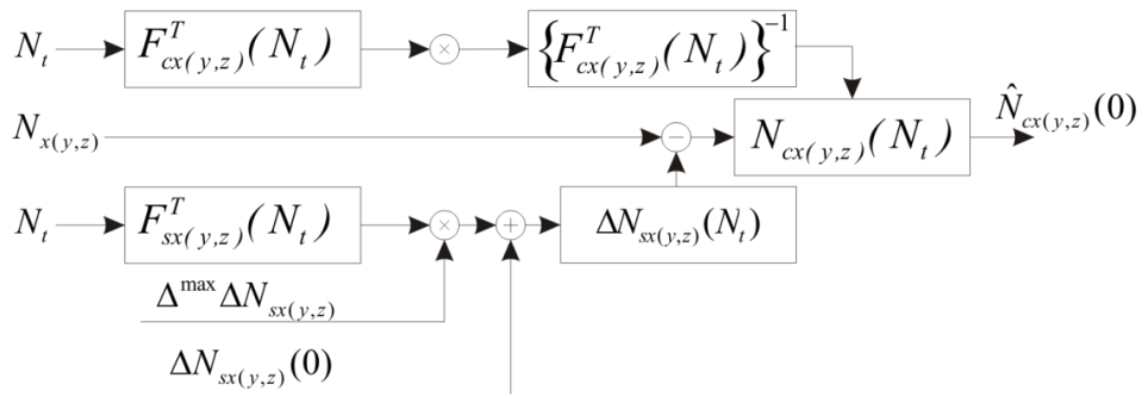 N_t F^T_{cx(y,z)}(N_t) × {F^T_{cx(y,z)}(N_t)}^{-1}
N_{x(y,z)} − N_{cx(y,z)}(N_t) N̂_{cx(y,z)}(0)
N_t F^T_{sx(y,z)}(N_t) × + ΔN_{sx(y,z)}(N_t)
Δ^{max} ΔN_{sx(y,z)}
ΔN_{sx(y,z)}(0)